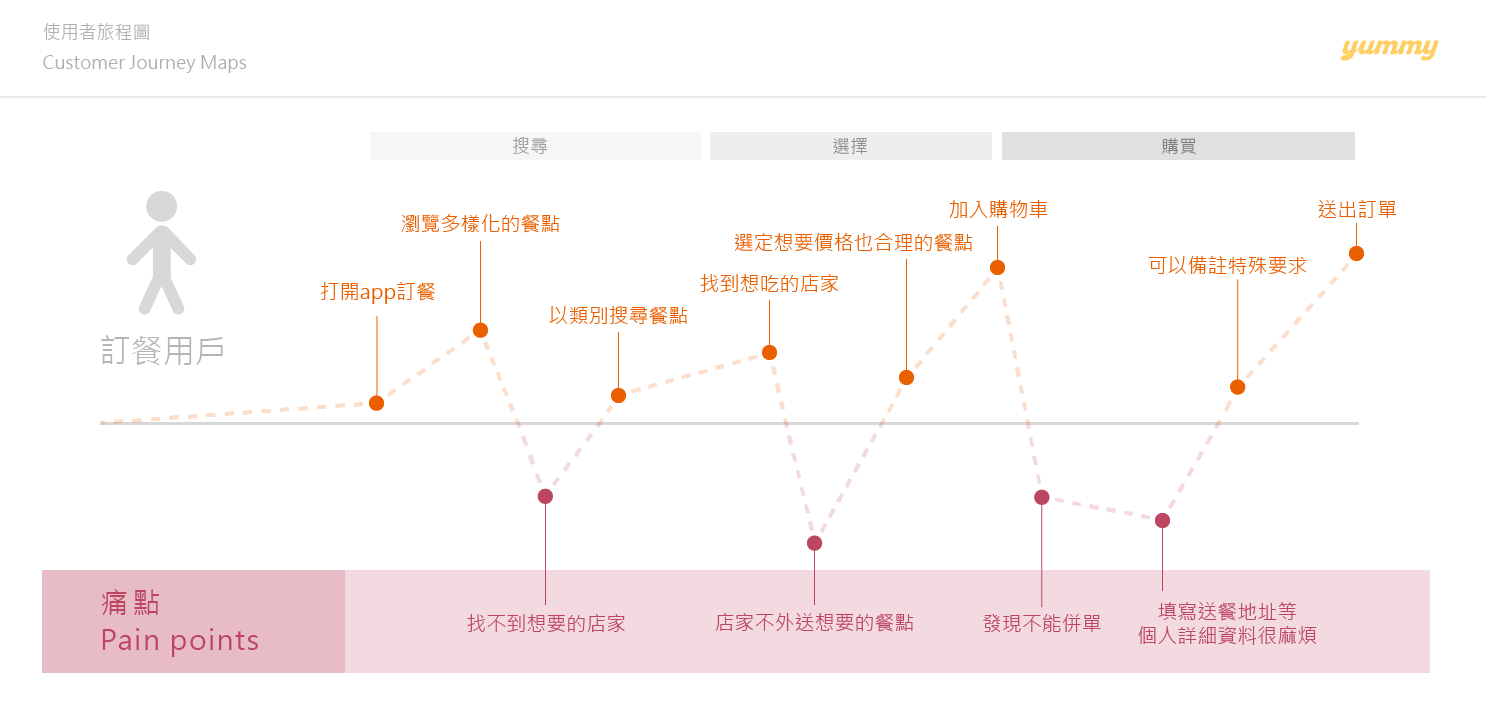 使用者旅程圖
Customer Journey Maps
yummy
搜尋
選擇
購買
打開app訂餐
瀏覽多樣化的餐點
以類別搜尋餐點
找到想吃的店家
選定想要價格也合理的餐點
加入購物車
可以備註特殊要求
送出訂單
訂餐用戶
痛點
Pain points
找不到想要的店家
店家不外送想要的餐點
發現不能併單
填寫送餐地址等
個人詳細資料很麻煩